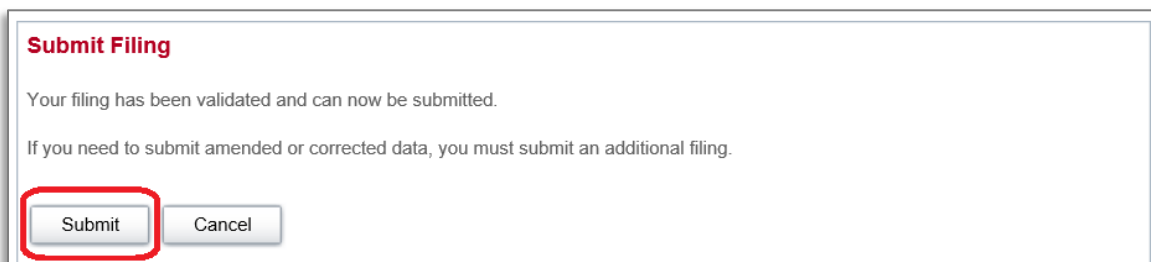 Submit Filing
Your filing has been validated and can now be submitted.
If you need to submit amended or corrected data, you must submit an additional filing.
Submit Cancel